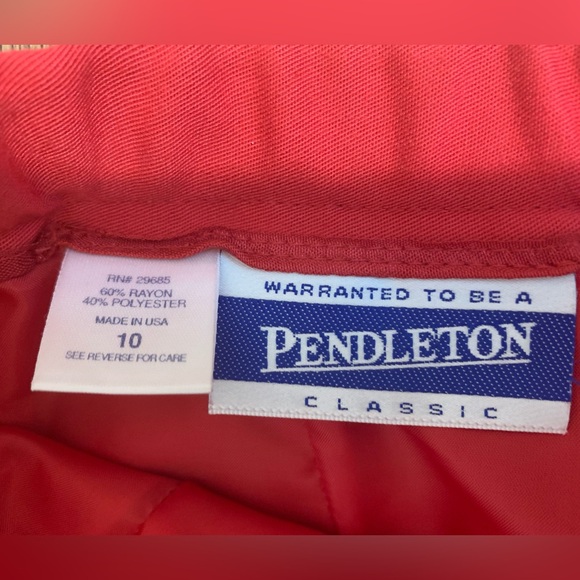 RN# 29685
60% RAYON
40% POLYESTER
MADE IN USA
10
SEE REVERSE FOR CARE
WARRANTED TO BE A
PENDLETON
CLASSIC